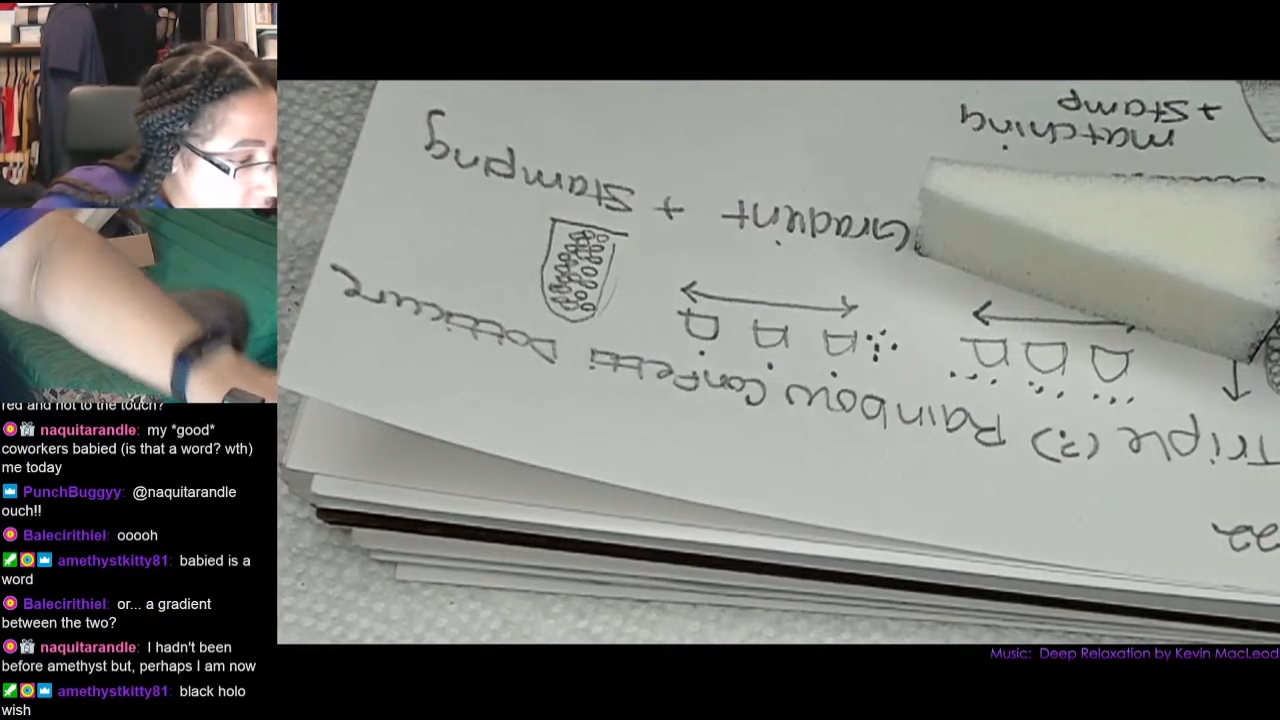 red and hot to the touch?
naquitarandle: my *good*
coworkers babied (is that a word? wth)
me today
PunchBuggyy: @naquitarandle
ouch!!
Balecirithiel: ooooh
amethystkitty81: babied is a
word
Balecirithiel: or... a gradient
between the two?
naquitarandle: I hadn't been
before amethyst but, perhaps I am now
amethystkitty81: black holo
wish
Triple (?) Rainbow Confetti Dotticure
Gradient + Stampng
matching
+ Stamp
Music: Deep Relaxation by Kevin MacLeod